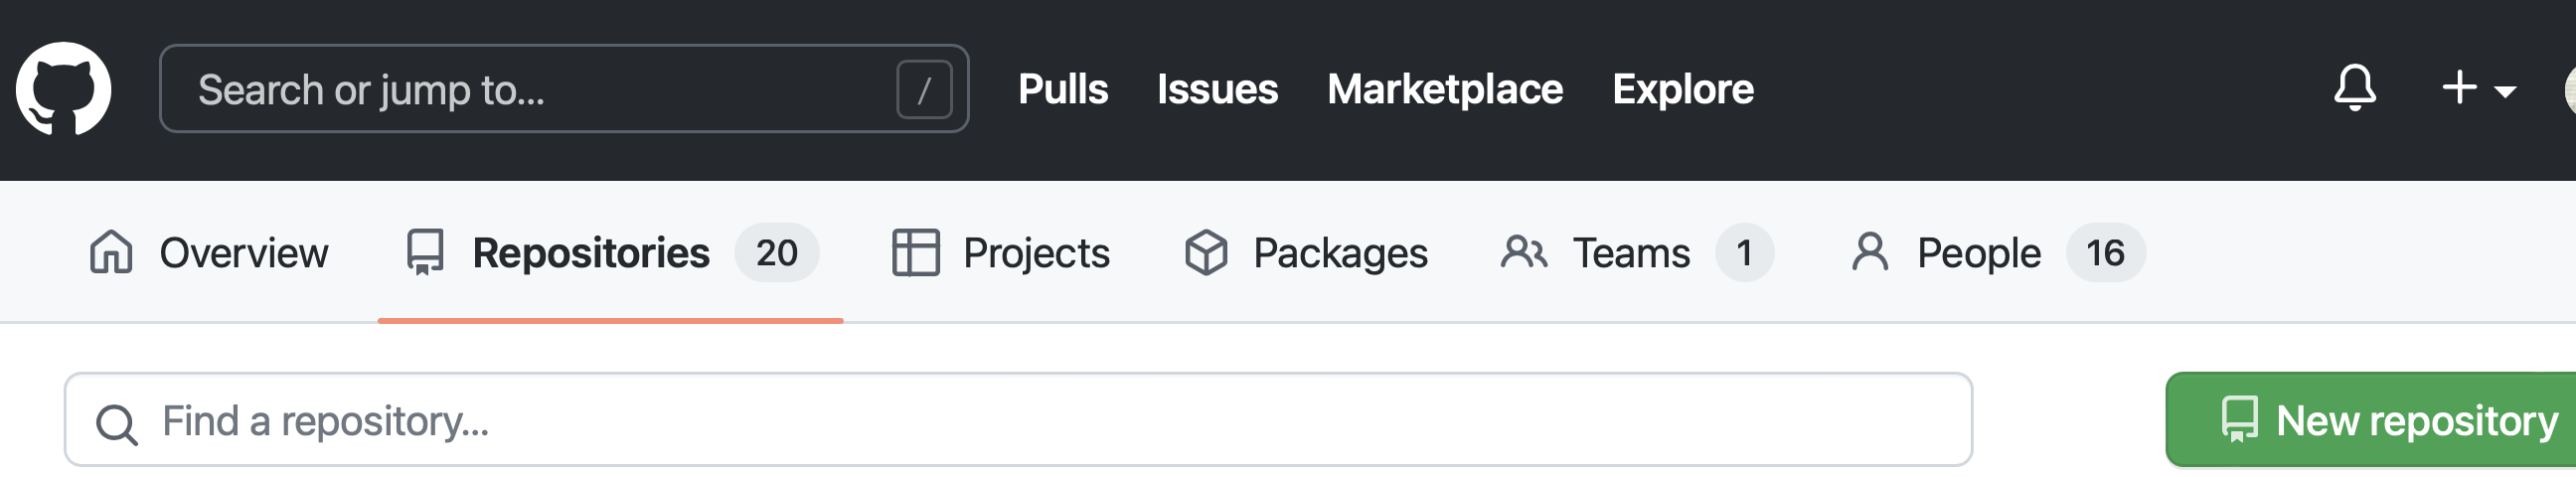 Search or jump to... / Pulls Issues Marketplace Explore
Overview Repositories 20 Projects Packages Teams 1 People 16
Find a repository... New repository